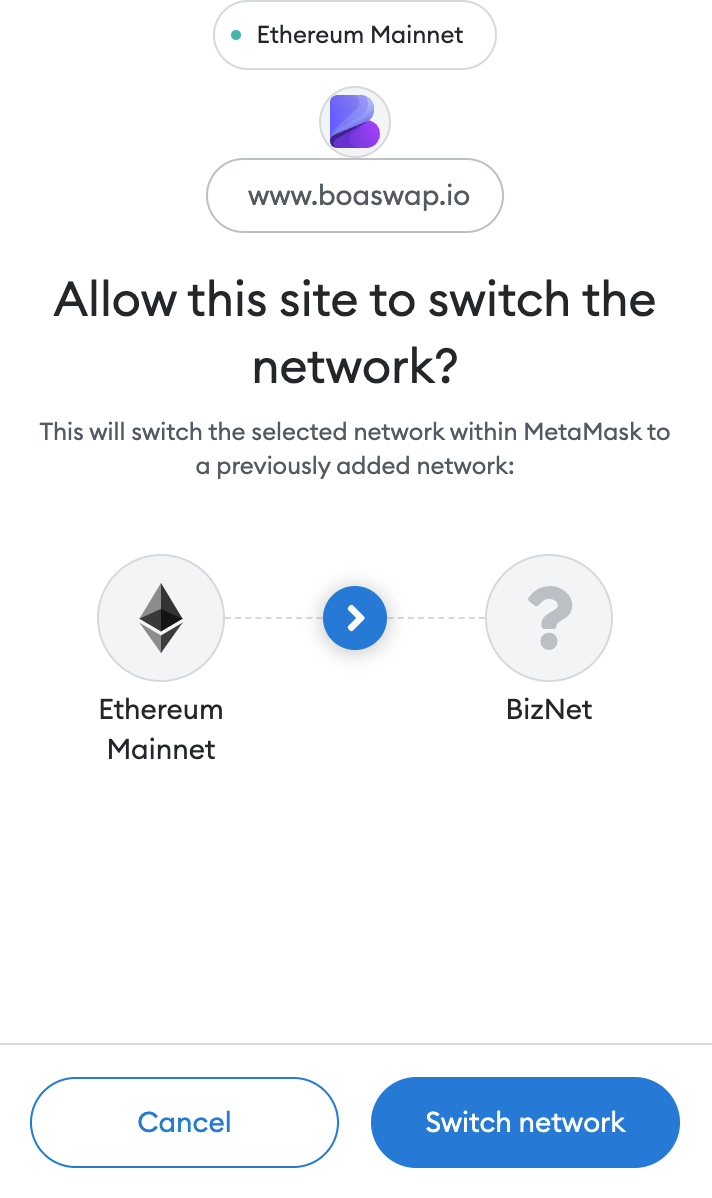 Ethereum Mainnet
www.boaswap.io
Allow this site to switch the
network?
This will switch the selected network within MetaMask to
a previously added network:
?
Ethereum
Mainnet
BizNet
Cancel
Switch network